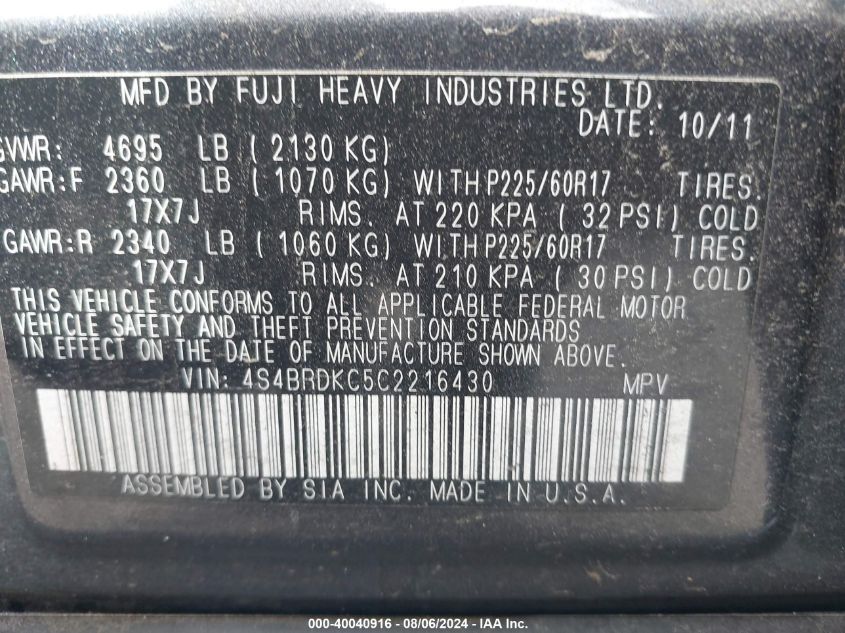 MFD BY FUJI HEAVY INDUSTRIES LTD.
DATE: 10/11
GVWR: 4695 LB ( 2130 KG)
GAWR:F 2360 LB ( 1070 KG) WITH P225/60R17 TIRES.
17X7J RIMS. AT 220 KPA ( 32 PSI) COLD
GAWR:R 2340 LB ( 1060 KG) WITH P225/60R17 TIRES.
17X7J RIMS. AT 210 KPA ( 30 PSI) COLD
THIS VEHICLE CONFORMS TO ALL APPLICABLE FEDERAL MOTOR
VEHICLE SAFETY AND THEFT PREVENTION STANDARDS
IN EFFECT ON THE DATE OF MANUFACTURE SHOWN ABOVE.
VIN: 4S4BRDKC5C2216430 MPV
ASSEMBLED BY SIA INC. MADE IN U.S.A.
000-40040916 - 08/06/2024 - IAA Inc.